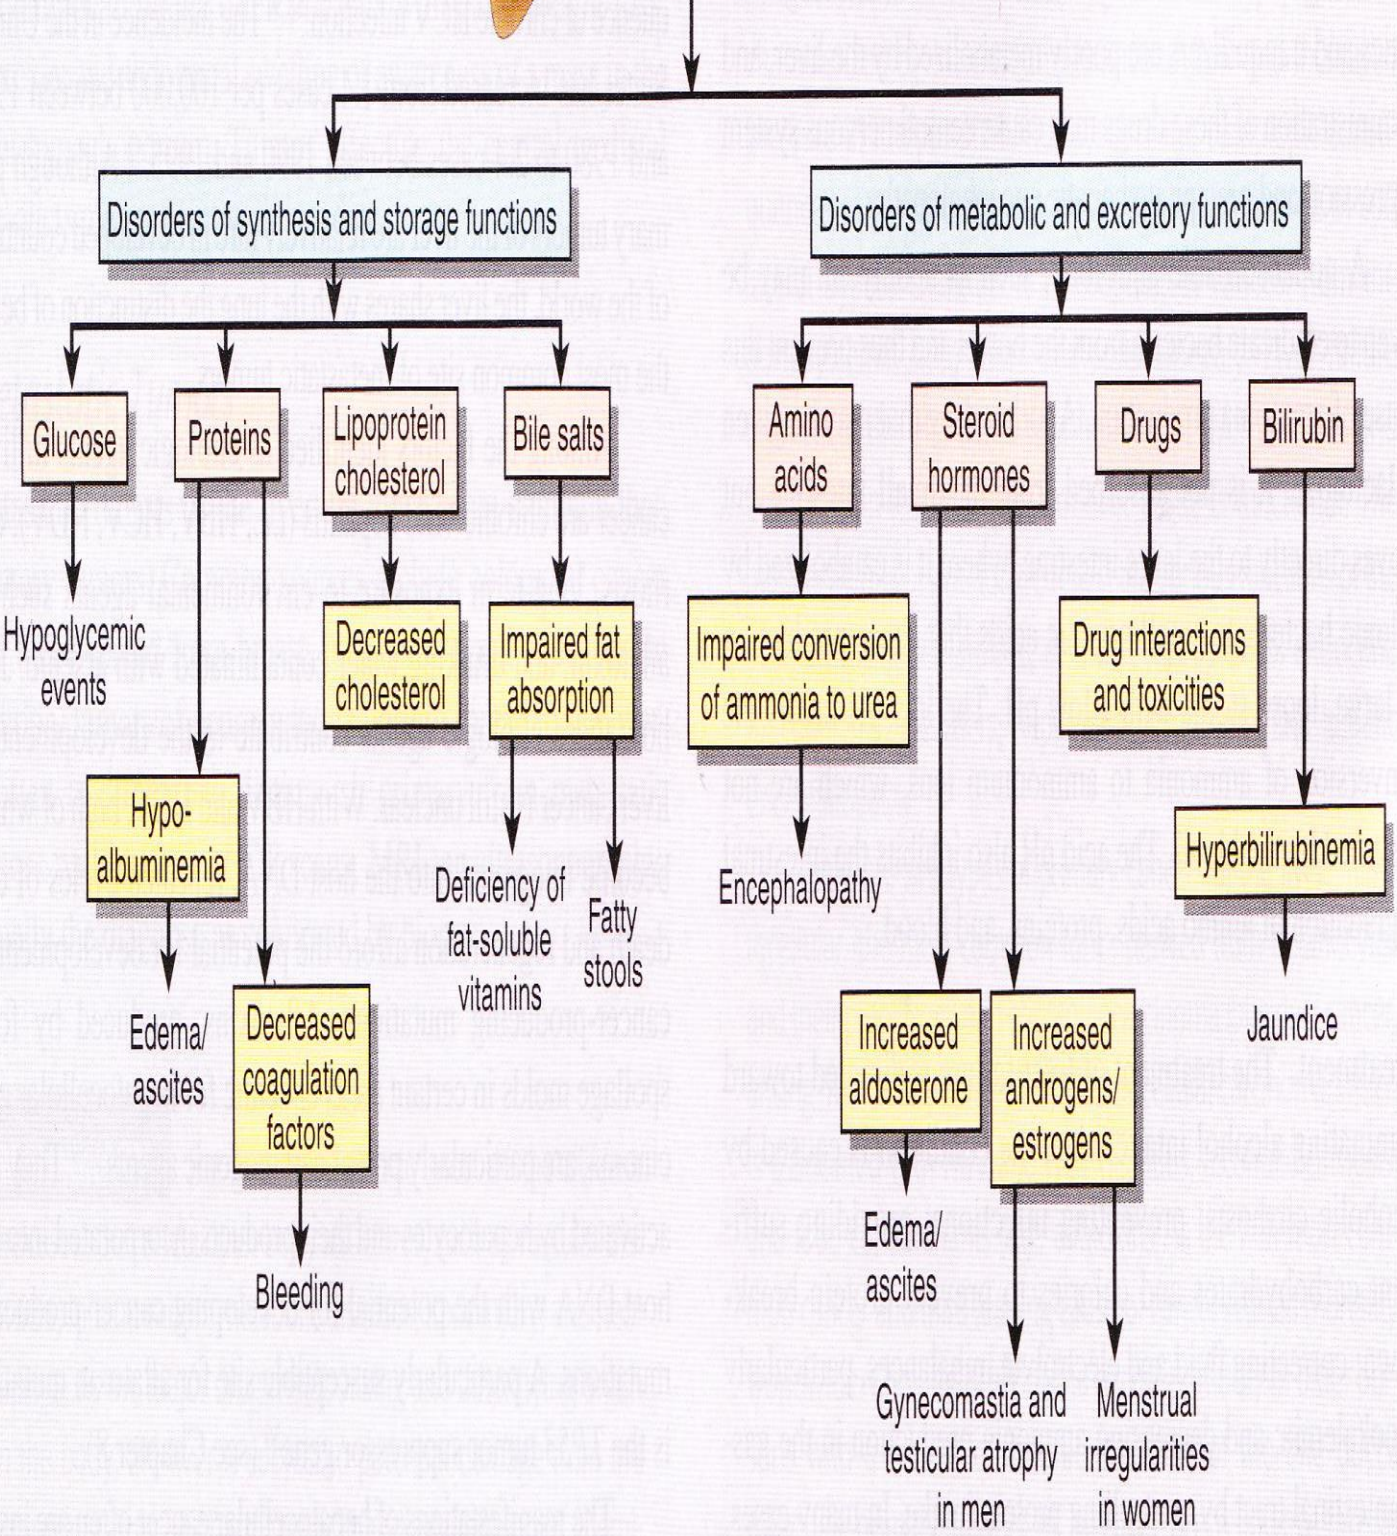 Disorders of synthesis and storage functions
Disorders of metabolic and excretory functions
Glucose
Proteins
Lipoprotein
cholesterol
Bile salts
Amino
acids
Steroid
hormones
Drugs
Bilirubin
Hypoglycemic
events
Decreased
cholesterol
Impaired fat
absorption
Impaired conversion
of ammonia to urea
Drug interactions
and toxicities
Hypo-
albuminemia
Deficiency of
fat-soluble
vitamins
Fatty
stools
Encephalopathy
Hyperbilirubinemia
Edema/
ascites
Decreased
coagulation
factors
Increased
aldosterone
Increased
androgens/
estrogens
Jaundice
Bleeding
Edema/
ascites
Gynecomastia and
testicular atrophy
in men
Menstrual
irregularities
in women